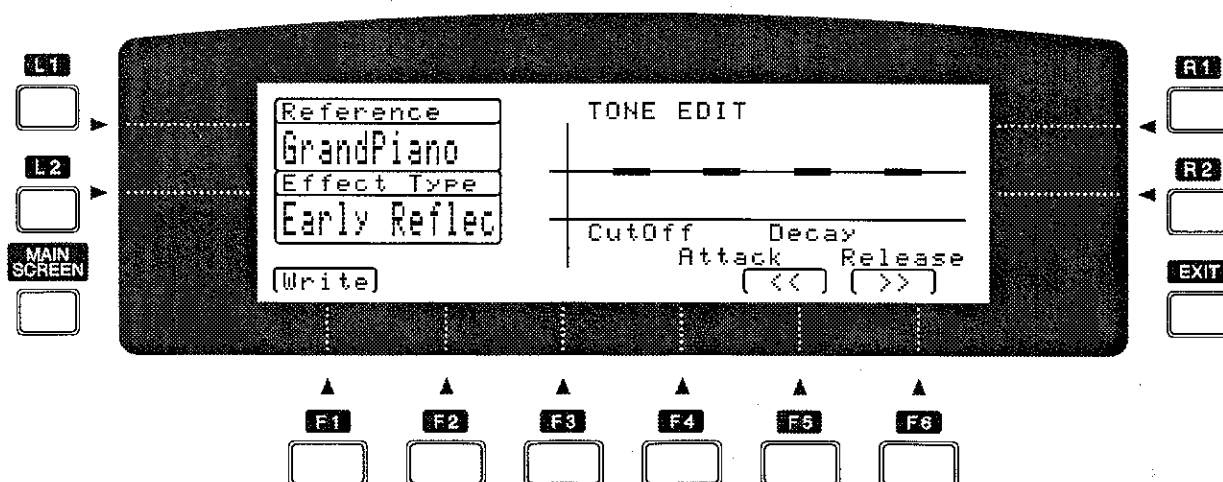 L1
L2
MAIN
SCREEN
Reference
GrandPiano
Effect Type
Early Reflec
Write
TONE EDIT
CutOff Decay
Attack Release
<< >>
R1
R2
EXIT
F1 F2 F3 F4 F5 F6